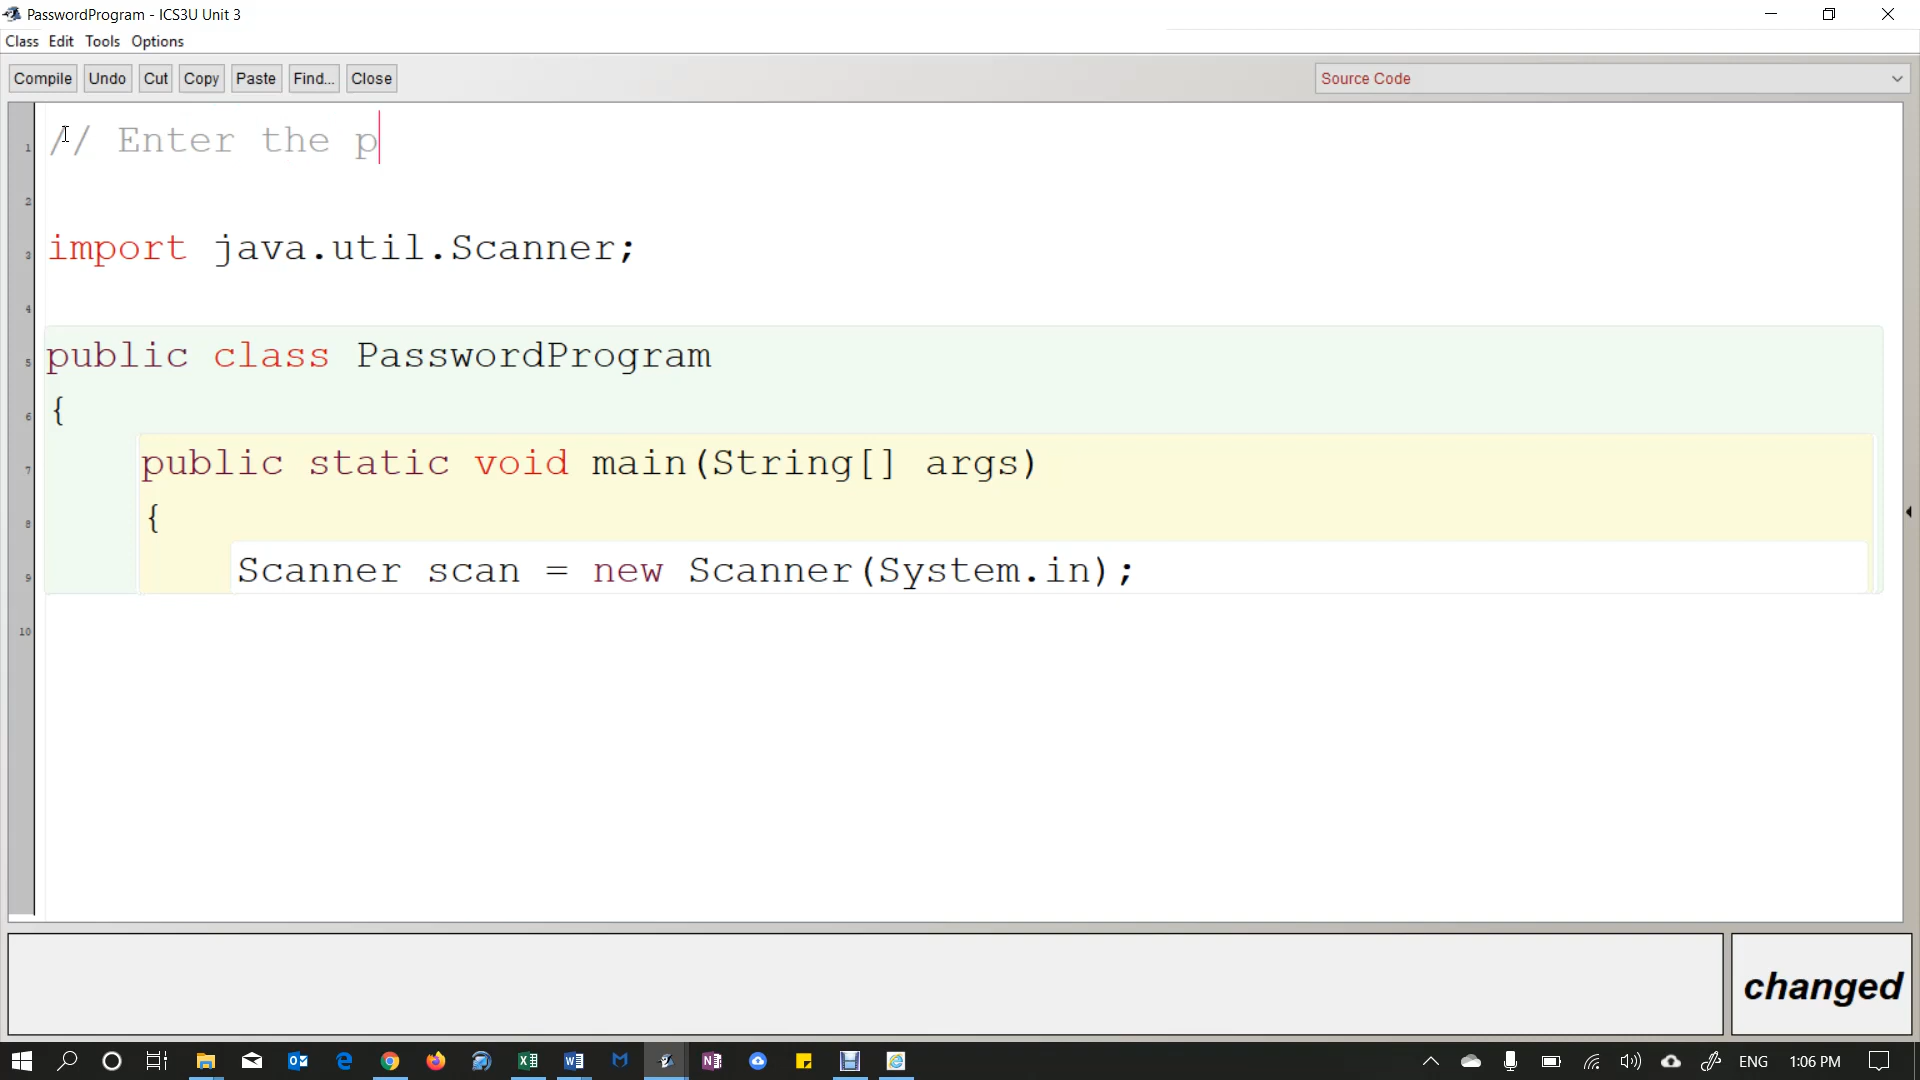 PasswordProgram - ICS3U Unit 3
Class Edit Tools Options
Compile Undo Cut Copy Paste Find... Close Source Code
1 // Enter the p
2
3 import java.util.Scanner;
4
5 public class PasswordProgram
6 {
7 public static void main(String[] args)
8 {
9 Scanner scan = new Scanner(System.in);
10
changed
ENG 1:06 PM